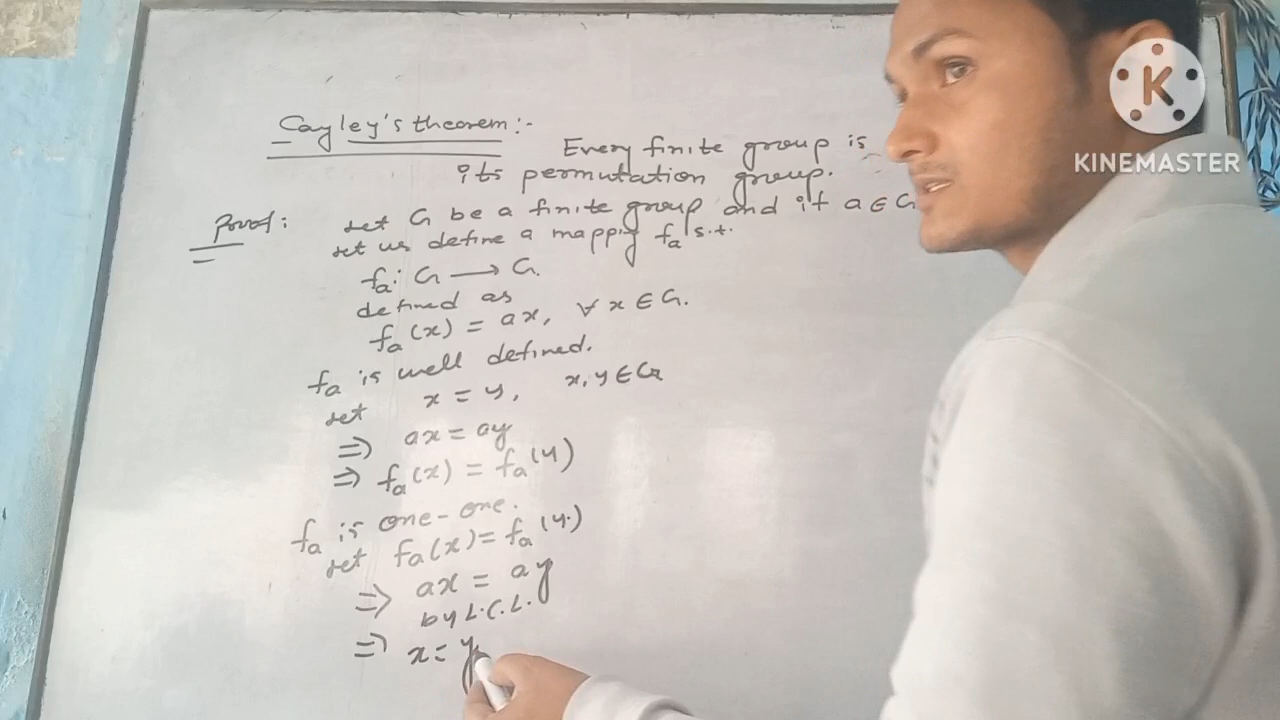 Cayley's theorem:-
Every finite group is
its permutation group.
Proof: Let G be a finite group and if a ∈ G
Let us define a mapping fₐ s.t.
fₐ: G → G.
defined as
fₐ(x) = ax, ∀ x ∈ G.
fₐ is well defined.
Let x = y, x, y ∈ G
⇒ ax = ay
⇒ fₐ(x) = fₐ(y)
fₐ is one-one.
Let fₐ(x) = fₐ(y.)
⇒ ax = ay
by L.C.L.
⇒ x = y
K
KINEMASTER